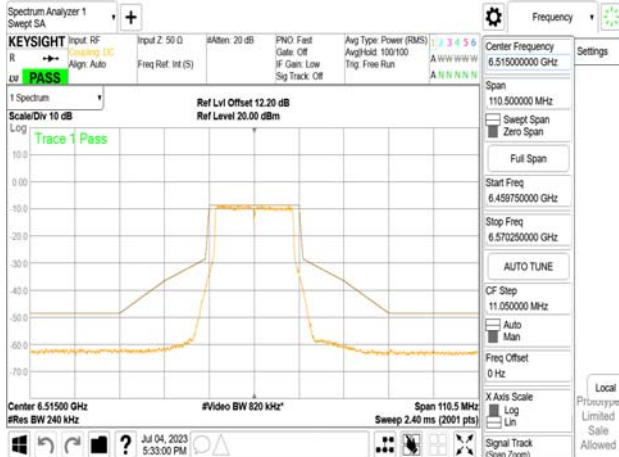 Spectrum Analyzer 1
Swept SA
+
KEYSIGHT
R
LVI
PASS
Input: RF
Coupling: DC
Align: Auto
Input Z: 50 Ω
Freq Ref: Int (S)
#Atten: 20 dB
PNO: Fast
Gate: Off
IF Gain: Low
Sig Track: Off
Avg Type: Power (RMS)
Avg|Hold: 100/100
Trig: Free Run
1 2 3 4 5 6
A W W W W W
A N N N N N
1 Spectrum
Scale/Div 10 dB
Ref Lvl Offset 12.20 dB
Ref Level 20.00 dBm
Log
Trace 1 Pass
10.0
0.00
-10.0
-20.0
-30.0
-40.0
-50.0
-60.0
-70.0
Center 6.51500 GHz
#Res BW 240 kHz
#Video BW 820 kHz*
Span 110.5 MHz
Sweep 2.40 ms (2001 pts)
?
Jul 04, 2023
5:33:00 PM
Frequency
Settings
Center Frequency
6.515000000 GHz
Span
110.500000 MHz
Swept Span
Zero Span
Full Span
Start Freq
6.459750000 GHz
Stop Freq
6.570250000 GHz
AUTO TUNE
CF Step
11.050000 MHz
Auto
Man
Freq Offset
0 Hz
X Axis Scale
Log
Lin
Signal Track
(Span Zoom)
Local
Prototype
Limited
Sale
Allowed